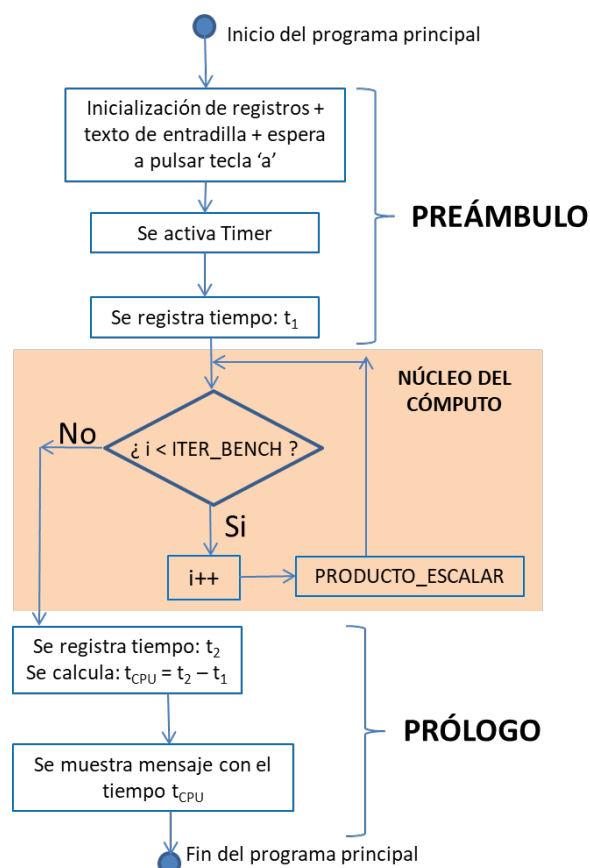 Inicio del programa principal
Inicialización de registros +
texto de entradilla + espera
a pulsar tecla ‘a’
PREÁMBULO
Se activa Timer
Se registra tiempo: t₁
NÚCLEO DEL
CÓMPUTO
No
¿ i < ITER_BENCH ?
Si
i++
PRODUCTO_ESCALAR
Se registra tiempo: t₂
Se calcula: t_CPU = t₂ – t₁
PRÓLOGO
Se muestra mensaje con el
tiempo t_CPU
Fin del programa principal